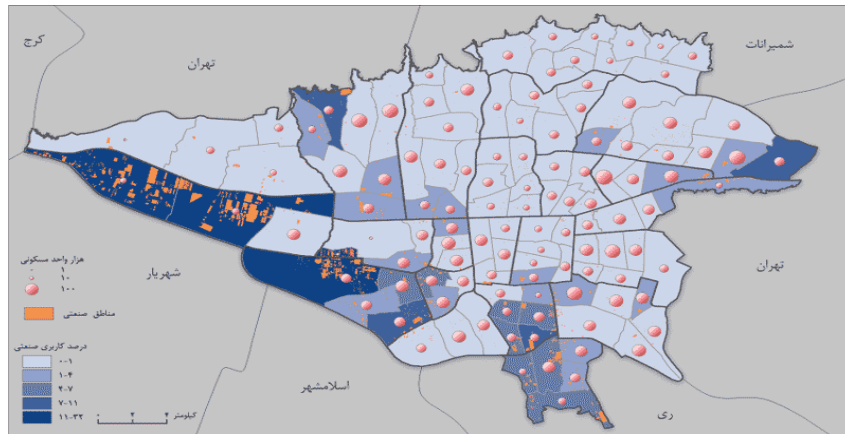 کرج
تهران
شمیرانات
تهران
شهریار
اسلامشهر
ری
هزار واحد مسکونی
۱
۱۰
۱۰۰
مناطق صنعتی
درصد کاربری صنعتی
۰-۱
۱-۴
۴-۷
۷-۱۱
۱۱-۳۲
کیلومتر